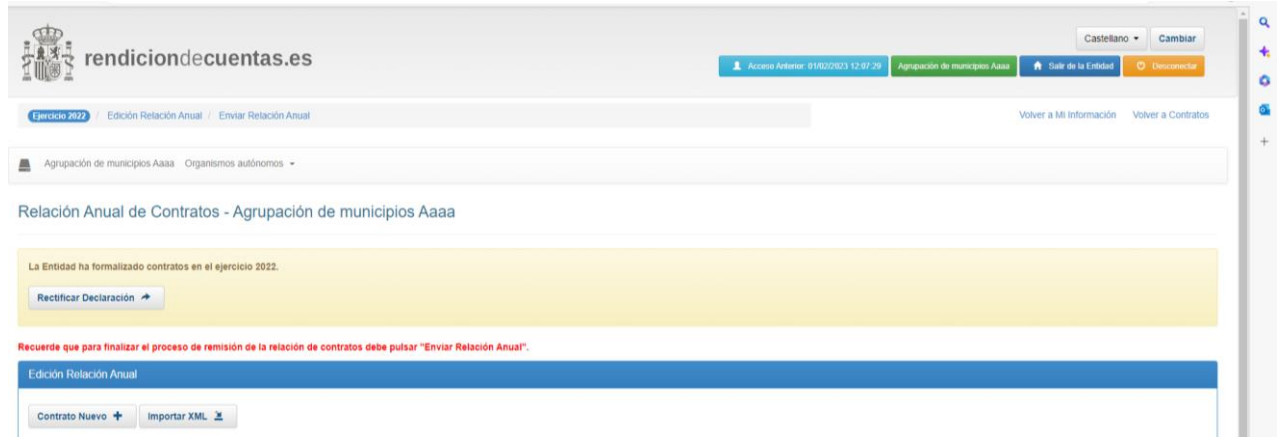 Castellano Cambiar
rendiciondecuentas.es
Acceso Anterior: 01/02/2023 12:07:29 Agrupación de municipios Aaaa Salir de la Entidad Desconectar
Ejercicio 2022 / Edición Relación Anual / Enviar Relación Anual Volver a Mi Información Volver a Contratos
Agrupación de municipios Aaaa Organismos autónomos
Relación Anual de Contratos - Agrupación de municipios Aaaa
La Entidad ha formalizado contratos en el ejercicio 2022.
Rectificar Declaración
Recuerde que para finalizar el proceso de remisión de la relación de contratos debe pulsar "Enviar Relación Anual".
Edición Relación Anual
Contrato Nuevo Importar XML